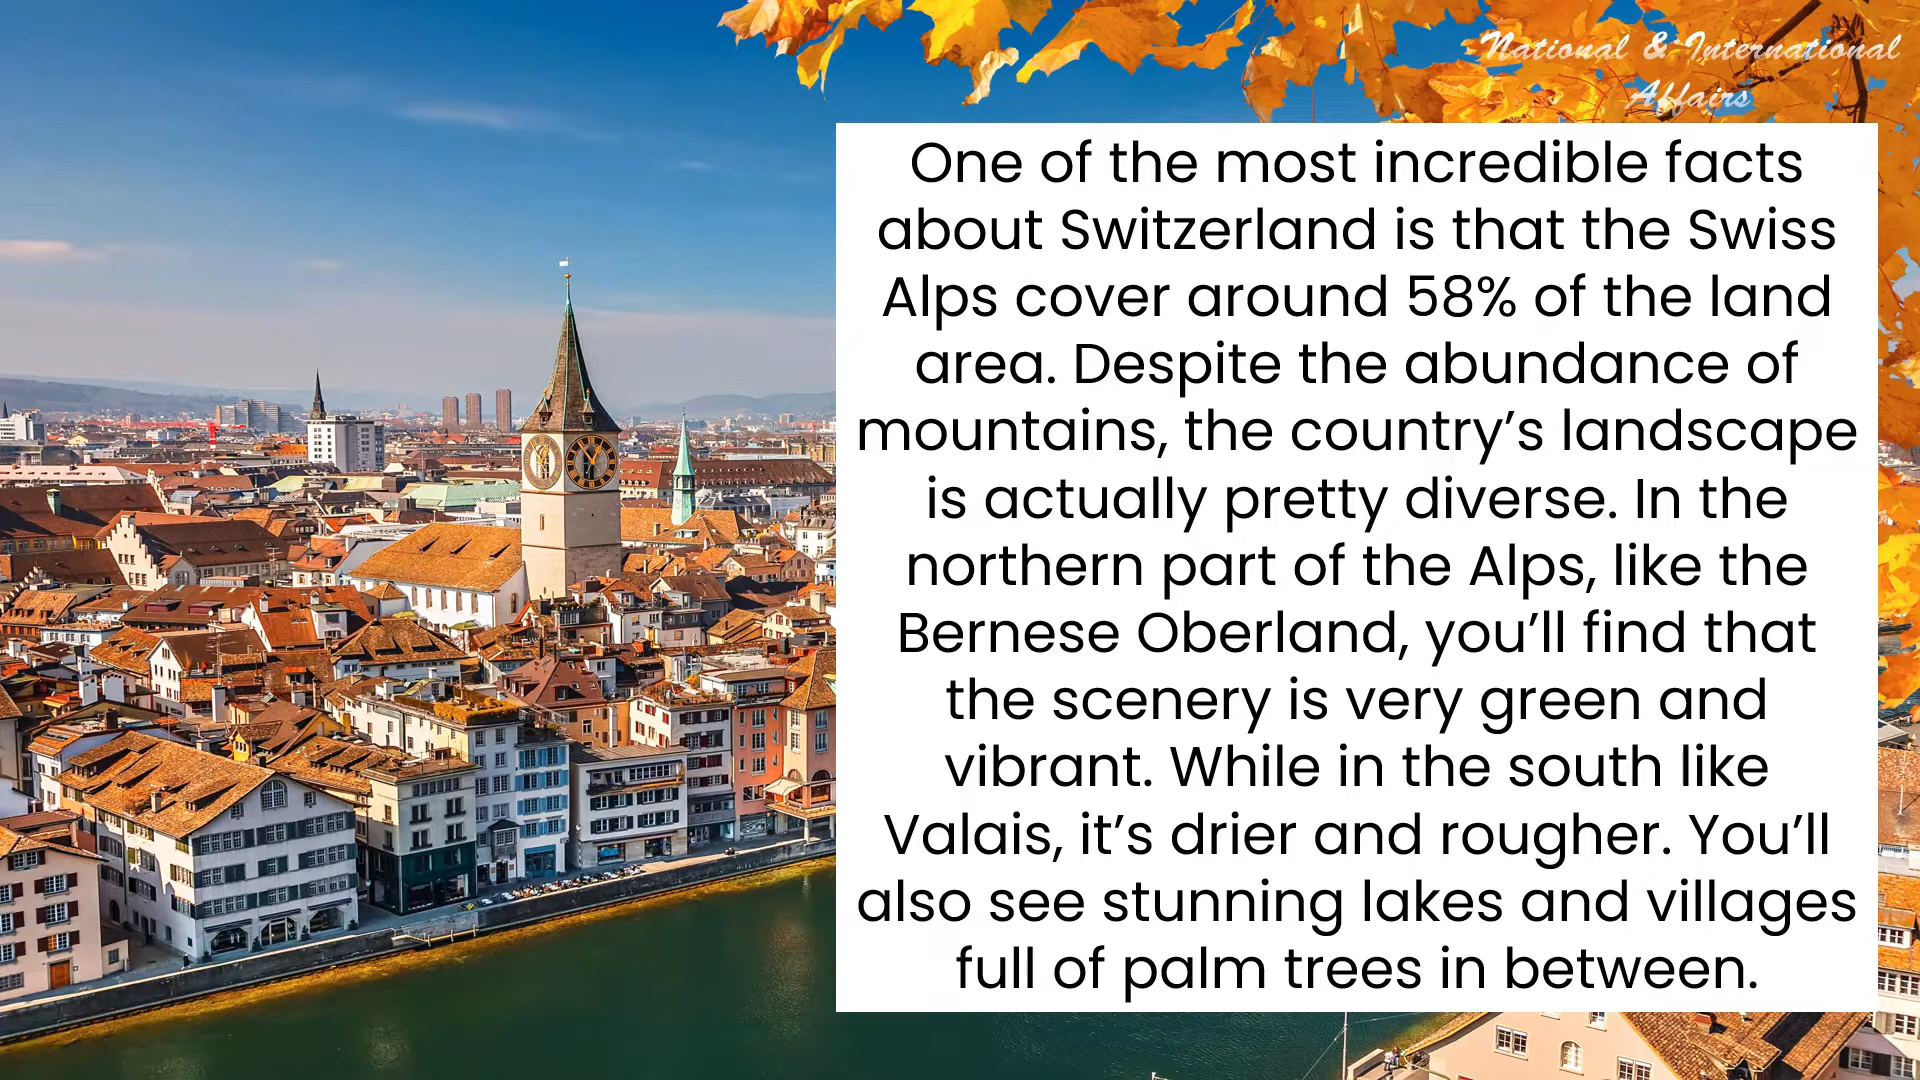 National & International
Affairs
One of the most incredible facts
about Switzerland is that the Swiss
Alps cover around 58% of the land
area. Despite the abundance of
mountains, the country’s landscape
is actually pretty diverse. In the
northern part of the Alps, like the
Bernese Oberland, you’ll find that
the scenery is very green and
vibrant. While in the south like
Valais, it’s drier and rougher. You’ll
also see stunning lakes and villages
full of palm trees in between.